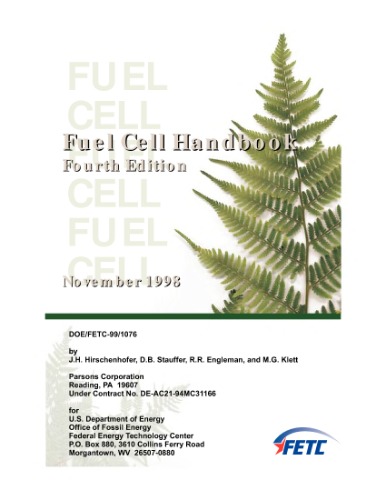 FUEL
CELL
Fuel Cell Handbook
Fourth Edition
CELL
FUEL
CELL
November 1998
DOE/FETC-99/1076
by
J.H. Hirschenhofer, D.B. Stauffer, R.R. Engleman, and M.G. Klett
Parsons Corporation
Reading, PA 19607
Under Contract No. DE-AC21-94MC31166
for
U.S. Department of Energy
Office of Fossil Energy
Federal Energy Technology Center
P.O. Box 880, 3610 Collins Ferry Road
Morgantown, WV 26507-0880
FETC